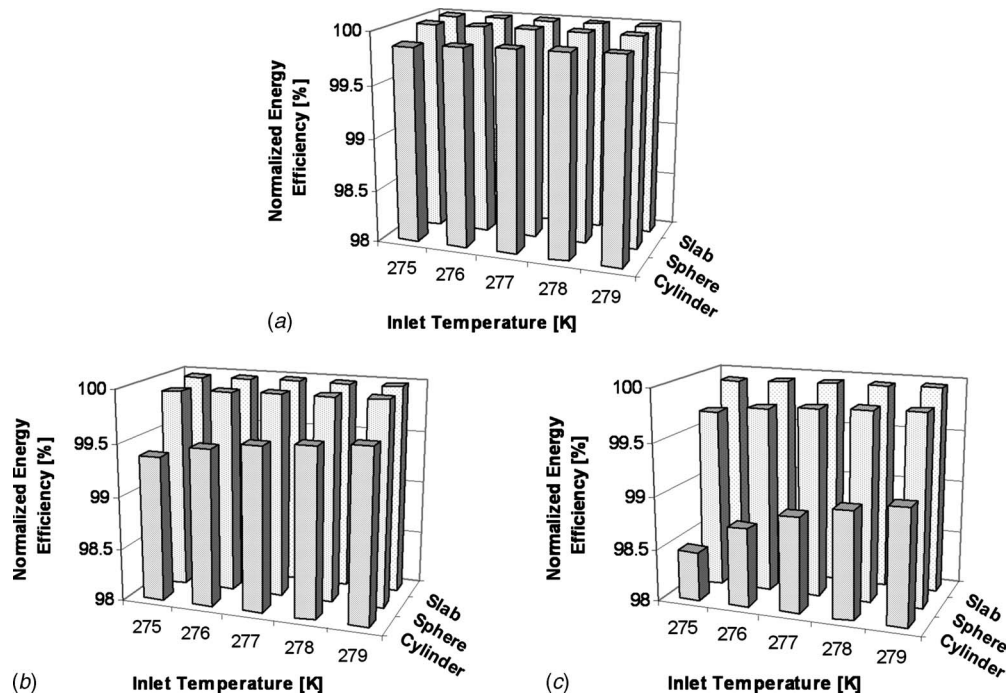 100
99.5
99
98.5
98
Normalized Energy
Efficiency [%]
275
276
277
278
279
Slab
Sphere
Cylinder
(a)
Inlet Temperature [K]
100
99.5
99
98.5
98
Normalized Energy
Efficiency [%]
275
276
277
278
279
Slab
Sphere
Cylinder
(b)
Inlet Temperature [K]
100
99.5
99
98.5
98
Normalized Energy
Efficiency [%]
275
276
277
278
279
Slab
Sphere
Cylinder
(c)
Inlet Temperature [K]